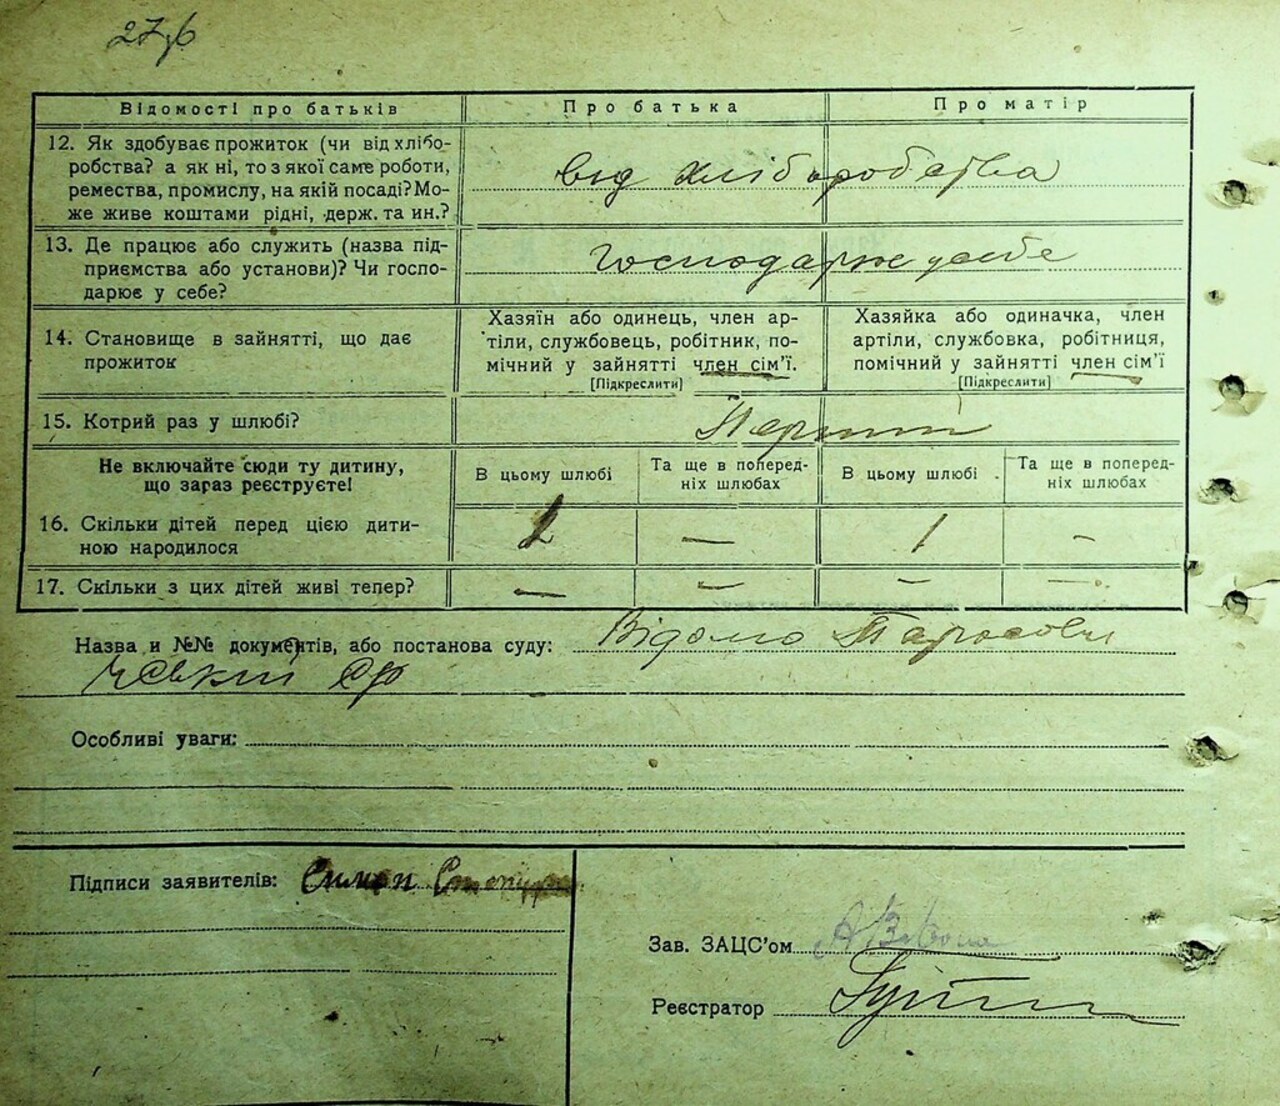 Відомості про батьків Про батька Про матір
12. Як здобуває прожиток (чи від хлібо-
робства? а як ні, то з якої саме роботи,
ремества, промислу, на якій посаді? Мо-
же живе коштами рідні, держ. та ин.?
від хліборобства
13. Де працює або служить (назва під-
приємства або установи)? Чи госпо-
дарює у себе?
Господарює у себе
14. Становище в зайнятті, що дає
прожиток
Хазяїн або одинець, член ар-
тіли, службовець, робітник, по-
мічний у зайнятті член сім'ї.
[Підкреслити]
Хазяйка або одиначка, член
артіли, службовка, робітниця,
помічний у зайнятті член сім'ї
[Підкреслити]
15. Котрий раз у шлюбі?
Не включайте сюди ту дитину,
що зараз реєструєте!
В цьому шлюбі
Та ще в поперед-
ніх шлюбах
В цьому шлюбі
Та ще в поперед-
ніх шлюбах
16. Скільки дітей перед цією дити-
ною народилося
— 1 -
17. Скільки з цих дітей живі тепер? — — — —
Назва и №№ документів, або постанова суду: Відомо
Особливі уваги:
Підписи заявителів:
Зав. ЗАЦС'ом
Реєстратор